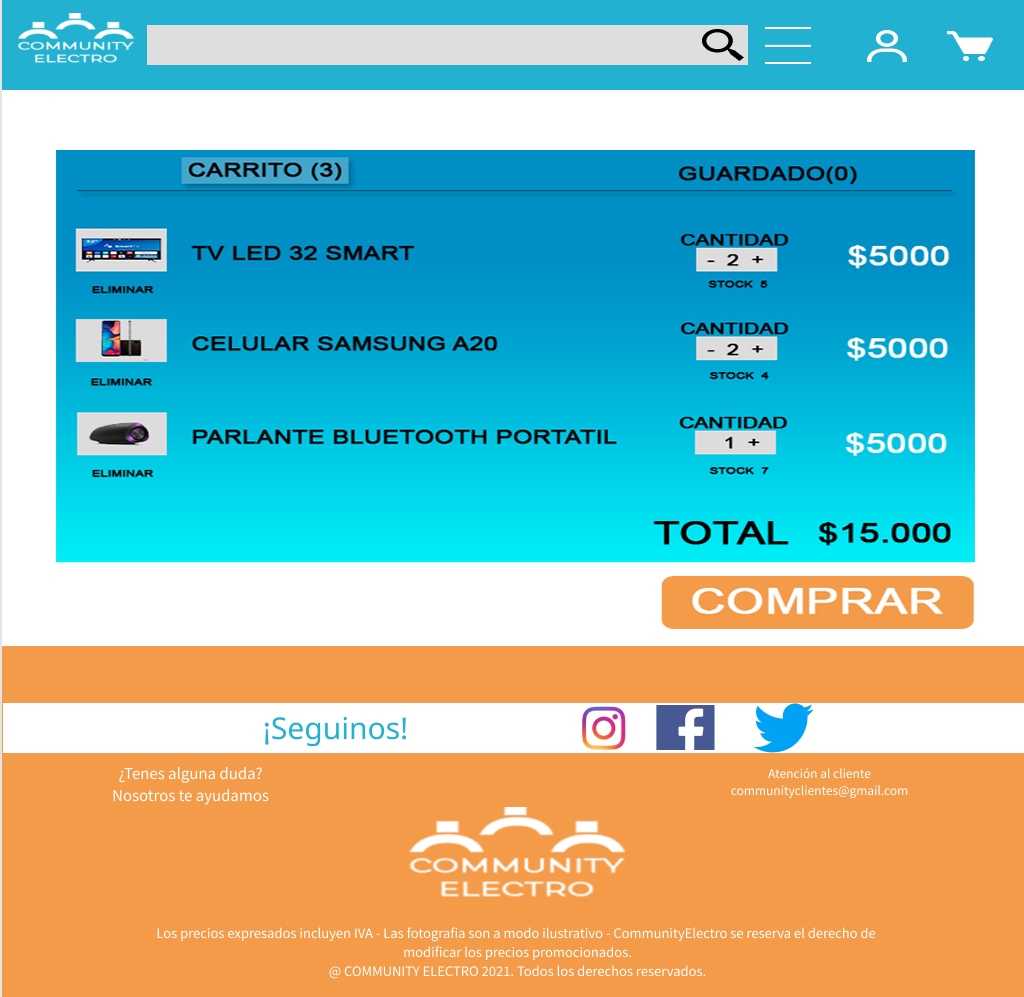 COMMUNITY
ELECTRO
CARRITO (3)
GUARDADO(0)
TV LED 32 SMART
CANTIDAD
- 2 +
STOCK 5
$5000
ELIMINAR
CELULAR SAMSUNG A20
CANTIDAD
- 2 +
STOCK 4
$5000
ELIMINAR
PARLANTE BLUETOOTH PORTATIL
CANTIDAD
1 +
STOCK 7
$5000
ELIMINAR
TOTAL $15.000
COMPRAR
¡Seguinos!
¿Tenes alguna duda?
Nosotros te ayudamos
Atención al cliente
communityclientes@gmail.com
COMMUNITY
ELECTRO
Los precios expresados incluyen IVA - Las fotografia son a modo ilustrativo - CommunityElectro se reserva el derecho de
modificar los precios promocionados.
@ COMMUNITY ELECTRO 2021. Todos los derechos reservados.